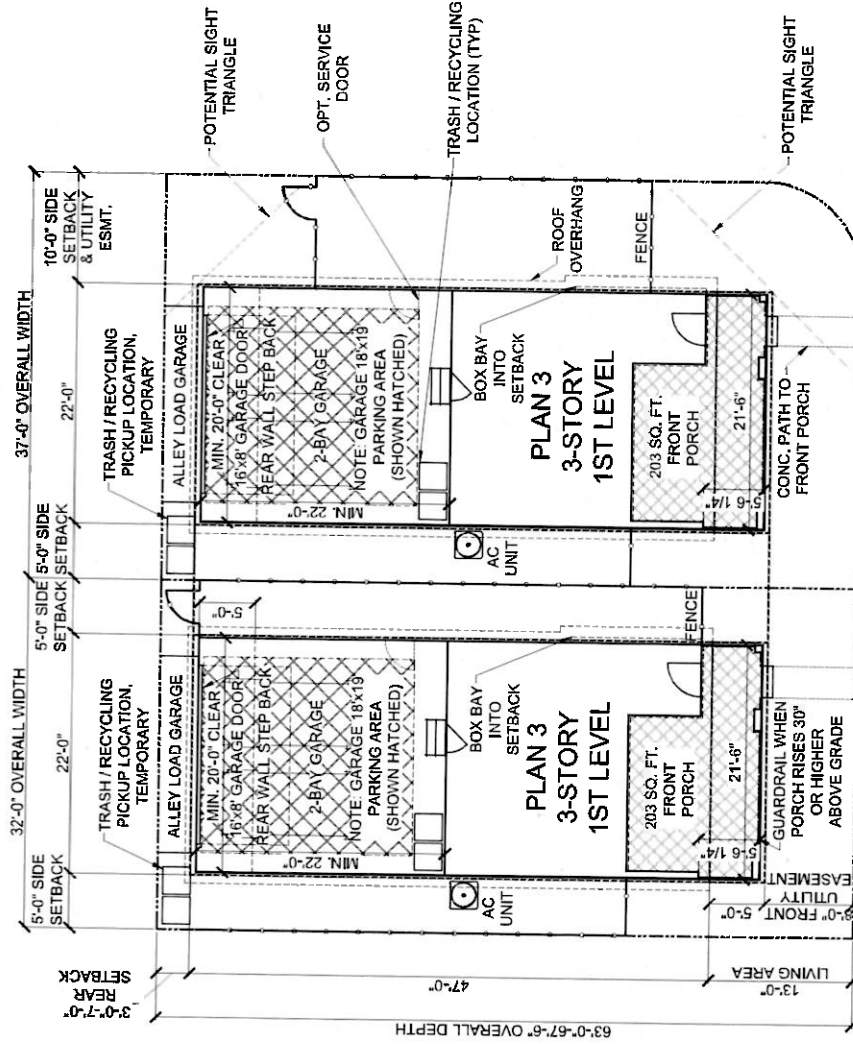 37'-0" OVERALL WIDTH
32'-0" OVERALL WIDTH
5'-0" SIDE
SETBACK
22'-0"
5'-0" SIDE
SETBACK
5'-0" SIDE
SETBACK
22'-0"
10'-0" SIDE
SETBACK
& UTILITY
ESMT.
POTENTIAL SIGHT
TRIANGLE
TRASH / RECYCLING
PICKUP LOCATION,
TEMPORARY
TRASH / RECYCLING
PICKUP LOCATION,
TEMPORARY
OPT. SERVICE
DOOR
TRASH / RECYCLING
LOCATION (TYP)
3'-0"-7'-0"
REAR
SETBACK
ALLEY LOAD GARAGE
MIN. 20'-0" CLEAR
16'x8' GARAGE DOOR
REAR WALL STEP BACK
2-BAY GARAGE
NOTE: GARAGE 18'x19'
PARKING AREA
(SHOWN HATCHED)
MIN. 22'-0"
5'-0"
ALLEY LOAD GARAGE
MIN. 20'-0" CLEAR
16'x8' GARAGE DOOR
REAR WALL STEP BACK
2-BAY GARAGE
NOTE: GARAGE 18'x19'
PARKING AREA
(SHOWN HATCHED)
MIN. 22'-0"
AC
UNIT
BOX BAY
INTO
SETBACK
AC
UNIT
BOX BAY
INTO
SETBACK
ROOF
OVERHANG
47'-0"
63'-0"-67'-6" OVERALL DEPTH
PLAN 3
3-STORY
1ST LEVEL
PLAN 3
3-STORY
1ST LEVEL
FENCE
FENCE
203 SQ. FT.
FRONT
PORCH
21'-6"
5'-6 1/4"
203 SQ. FT.
FRONT
PORCH
21'-6"
5'-6 1/4"
13'-0"
LIVING AREA
5'-0"
8'-0" FRONT
UTILITY
EASEMENT
GUARDRAIL WHEN
PORCH RISES 30"
OR HIGHER
ABOVE GRADE
CONC. PATH TO
FRONT PORCH
POTENTIAL SIGHT
TRIANGLE